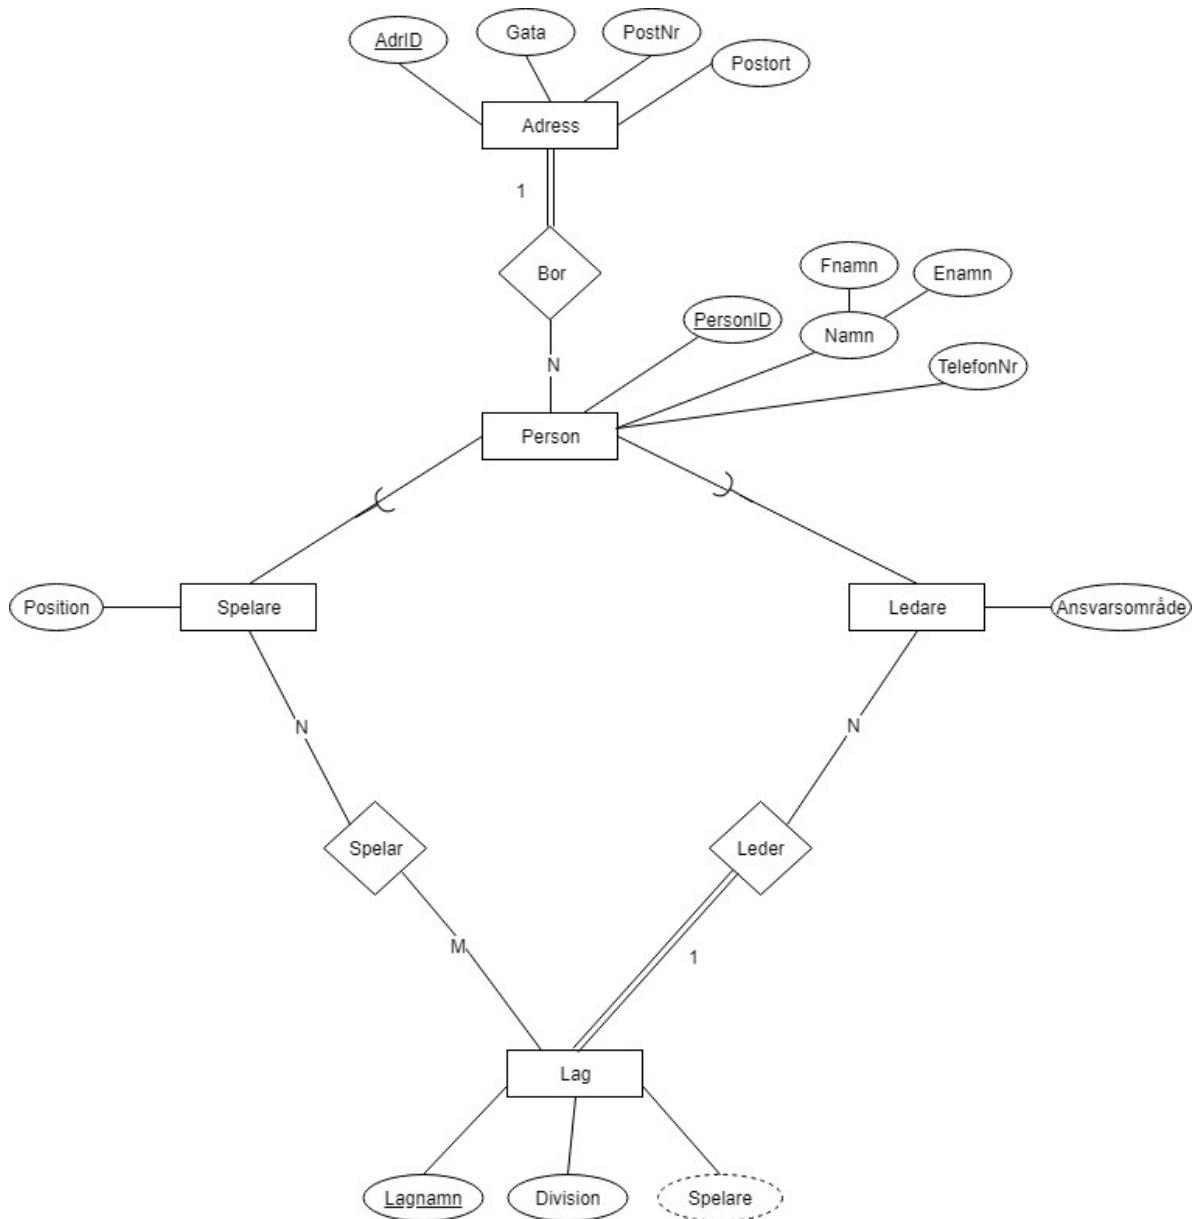 AdrID
Gata
PostNr
Postort
Adress
1
Bor
Fnamn
Enamn
PersonID
Namn
N
TelefonNr
Person
Position
Spelare
Ledare
Ansvarsområde
N
N
Spelar
Leder
M
1
Lag
Lagnamn
Division
Spelare